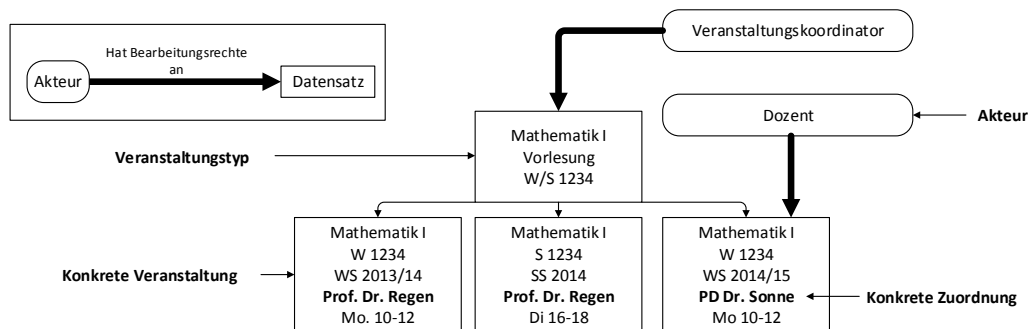 Hat Bearbeitungsrechte
an
Akteur
Datensatz
Veranstaltungskoordinator
Dozent
Akteur
Veranstaltungstyp
Mathematik I
Vorlesung
W/S 1234
Konkrete Veranstaltung
Mathematik I
W 1234
WS 2013/14
Prof. Dr. Regen
Mo. 10-12
Mathematik I
S 1234
SS 2014
Prof. Dr. Regen
Di 16-18
Mathematik I
W 1234
WS 2014/15
PD Dr. Sonne
Mo 10-12
Konkrete Zuordnung